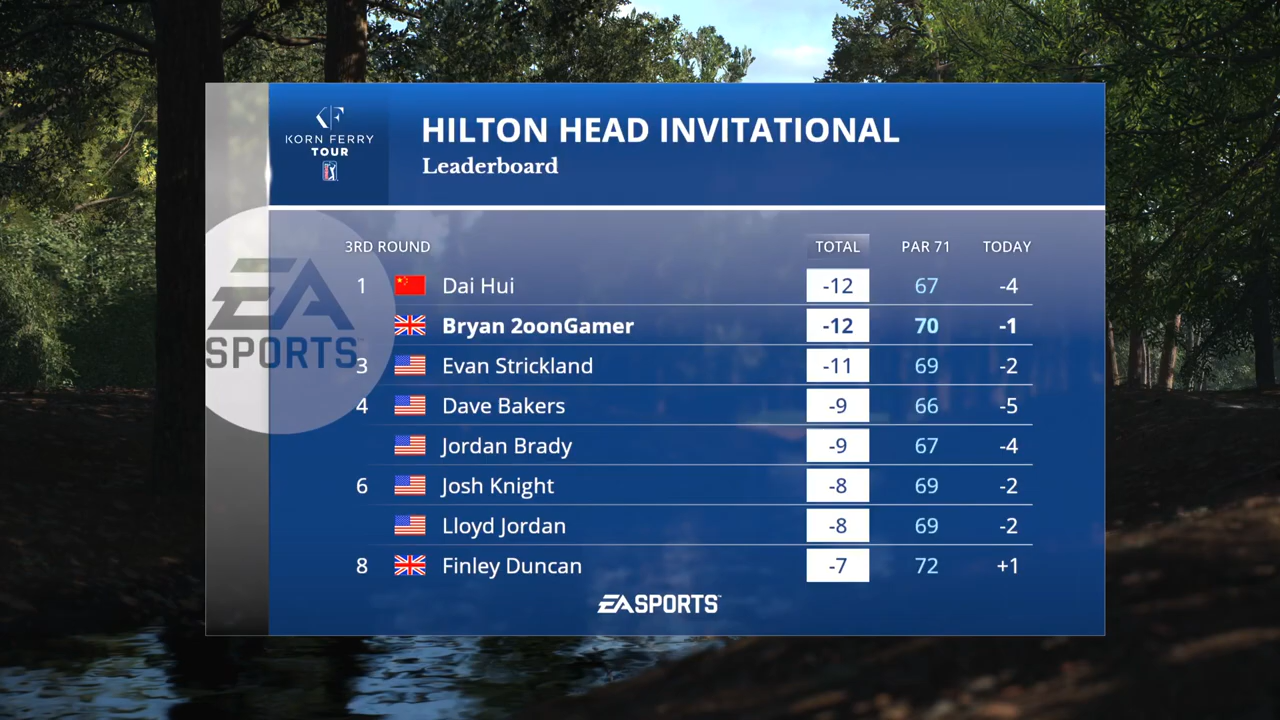 KF
KORN FERRY
TOUR
HILTON HEAD INVITATIONAL
Leaderboard
3RD ROUND TOTAL PAR 71 TODAY
1 Dai Hui -12 67 -4
Bryan 2oonGamer -12 70 -1
3 Evan Strickland -11 69 -2
4 Dave Bakers -9 66 -5
Jordan Brady -9 67 -4
6 Josh Knight -8 69 -2
Lloyd Jordan -8 69 -2
8 Finley Duncan -7 72 +1
EA SPORTS™
EA
SPORTS™